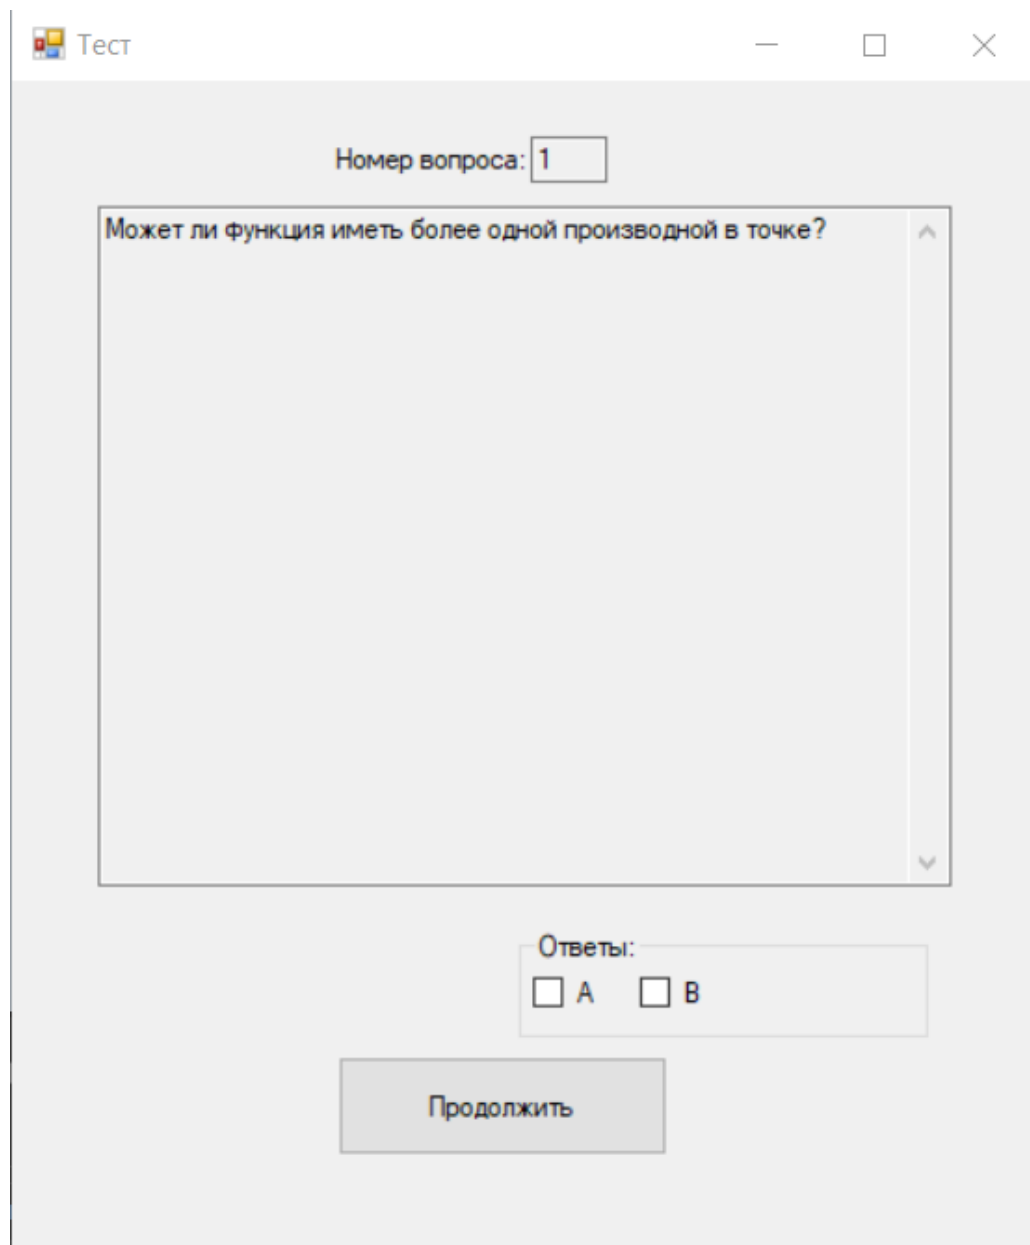 Тест
Номер вопроса: 1
Может ли функция иметь более одной производной в точке?
Ответы:
A B
Продолжить